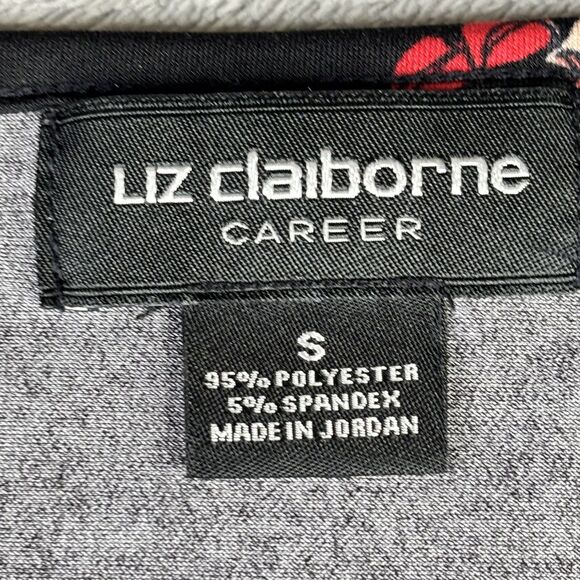 LIZ claiborne
CAREER
S
95% POLYESTER
5% SPANDEX
MADE IN JORDAN